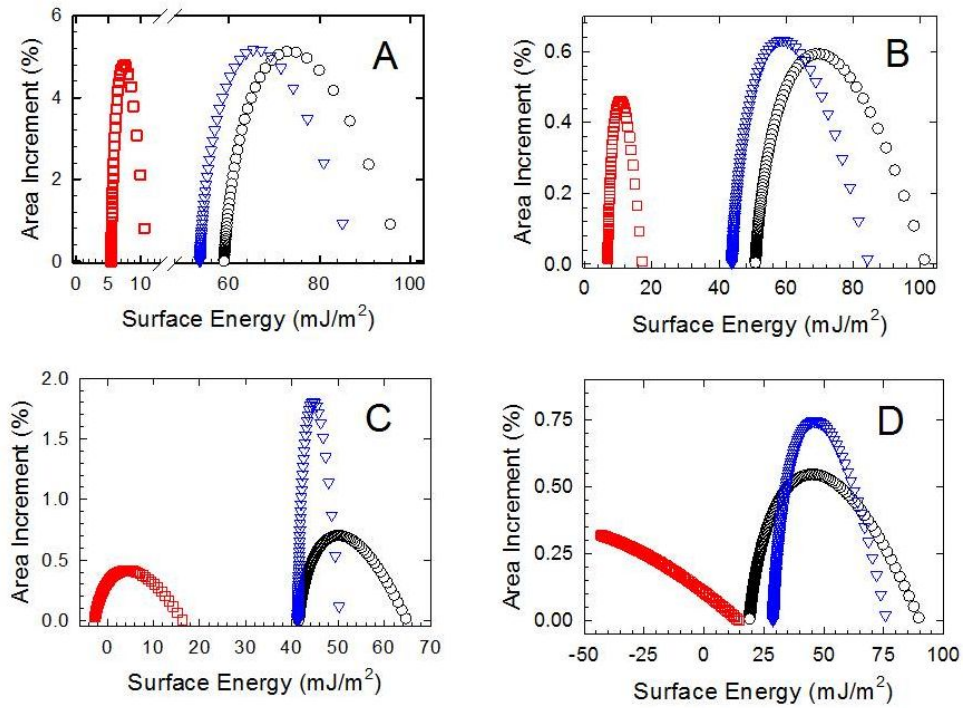 6
4
2
0
Area Increment (%)
A
0 5 10 60 80 100
Surface Energy (mJ/m²)
0.6
0.4
0.2
0.0
Area Increment (%)
B
0 20 40 60 80 100
Surface Energy (mJ/m²)
2.0
1.5
1.0
0.5
0.0
Area Increment (%)
C
0 10 20 30 40 50 60 70
Surface Energy (mJ/m²)
0.75
0.50
0.25
0.00
Area Increment (%)
D
-50 -25 0 25 50 75 100
Surface Energy (mJ/m²)